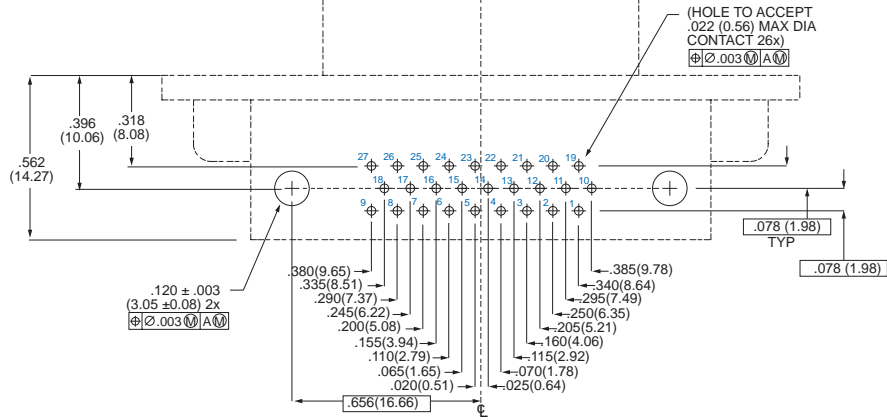 (HOLE TO ACCEPT
.022 (0.56) MAX DIA
CONTACT 26x)
⌖ ∅.003Ⓜ AⓂ
.318
(8.08)
.396
(10.06)
.562
(14.27)
27 26 25 24 23 22 21 20 19
18 17 16 15 14 13 12 11 10
9 8 7 6 5 4 3 2 1
.078 (1.98)
TYP
.078 (1.98)
.120 ± .003
(3.05 ±0.08) 2x
⌖ ∅.003Ⓜ AⓂ
.380(9.65)
.335(8.51)
.290(7.37)
.245(6.22)
.200(5.08)
.155(3.94)
.110(2.79)
.065(1.65)
.020(0.51)
.385(9.78)
.340(8.64)
.295(7.49)
.250(6.35)
.205(5.21)
.160(4.06)
.115(2.92)
.070(1.78)
.025(0.64)
.656(16.66)
℄